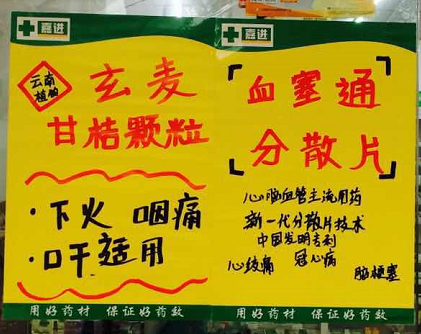 嘉进
云南
植物
玄麦
甘桔颗粒
·下火 咽痛
·口干适用
用好药材 保证好药效
嘉进
血塞通
分散片
心脑血管主流用药
新一代分散片技术
中国发明专利
心绞痛 冠心病 脑梗塞
用好药材 保证好药效